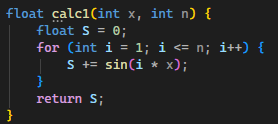 float calc1(int x, int n) {
    float S = 0;
    for (int i = 1; i <= n; i++) {
        S += sin(i * x);
    }
    return S;
}